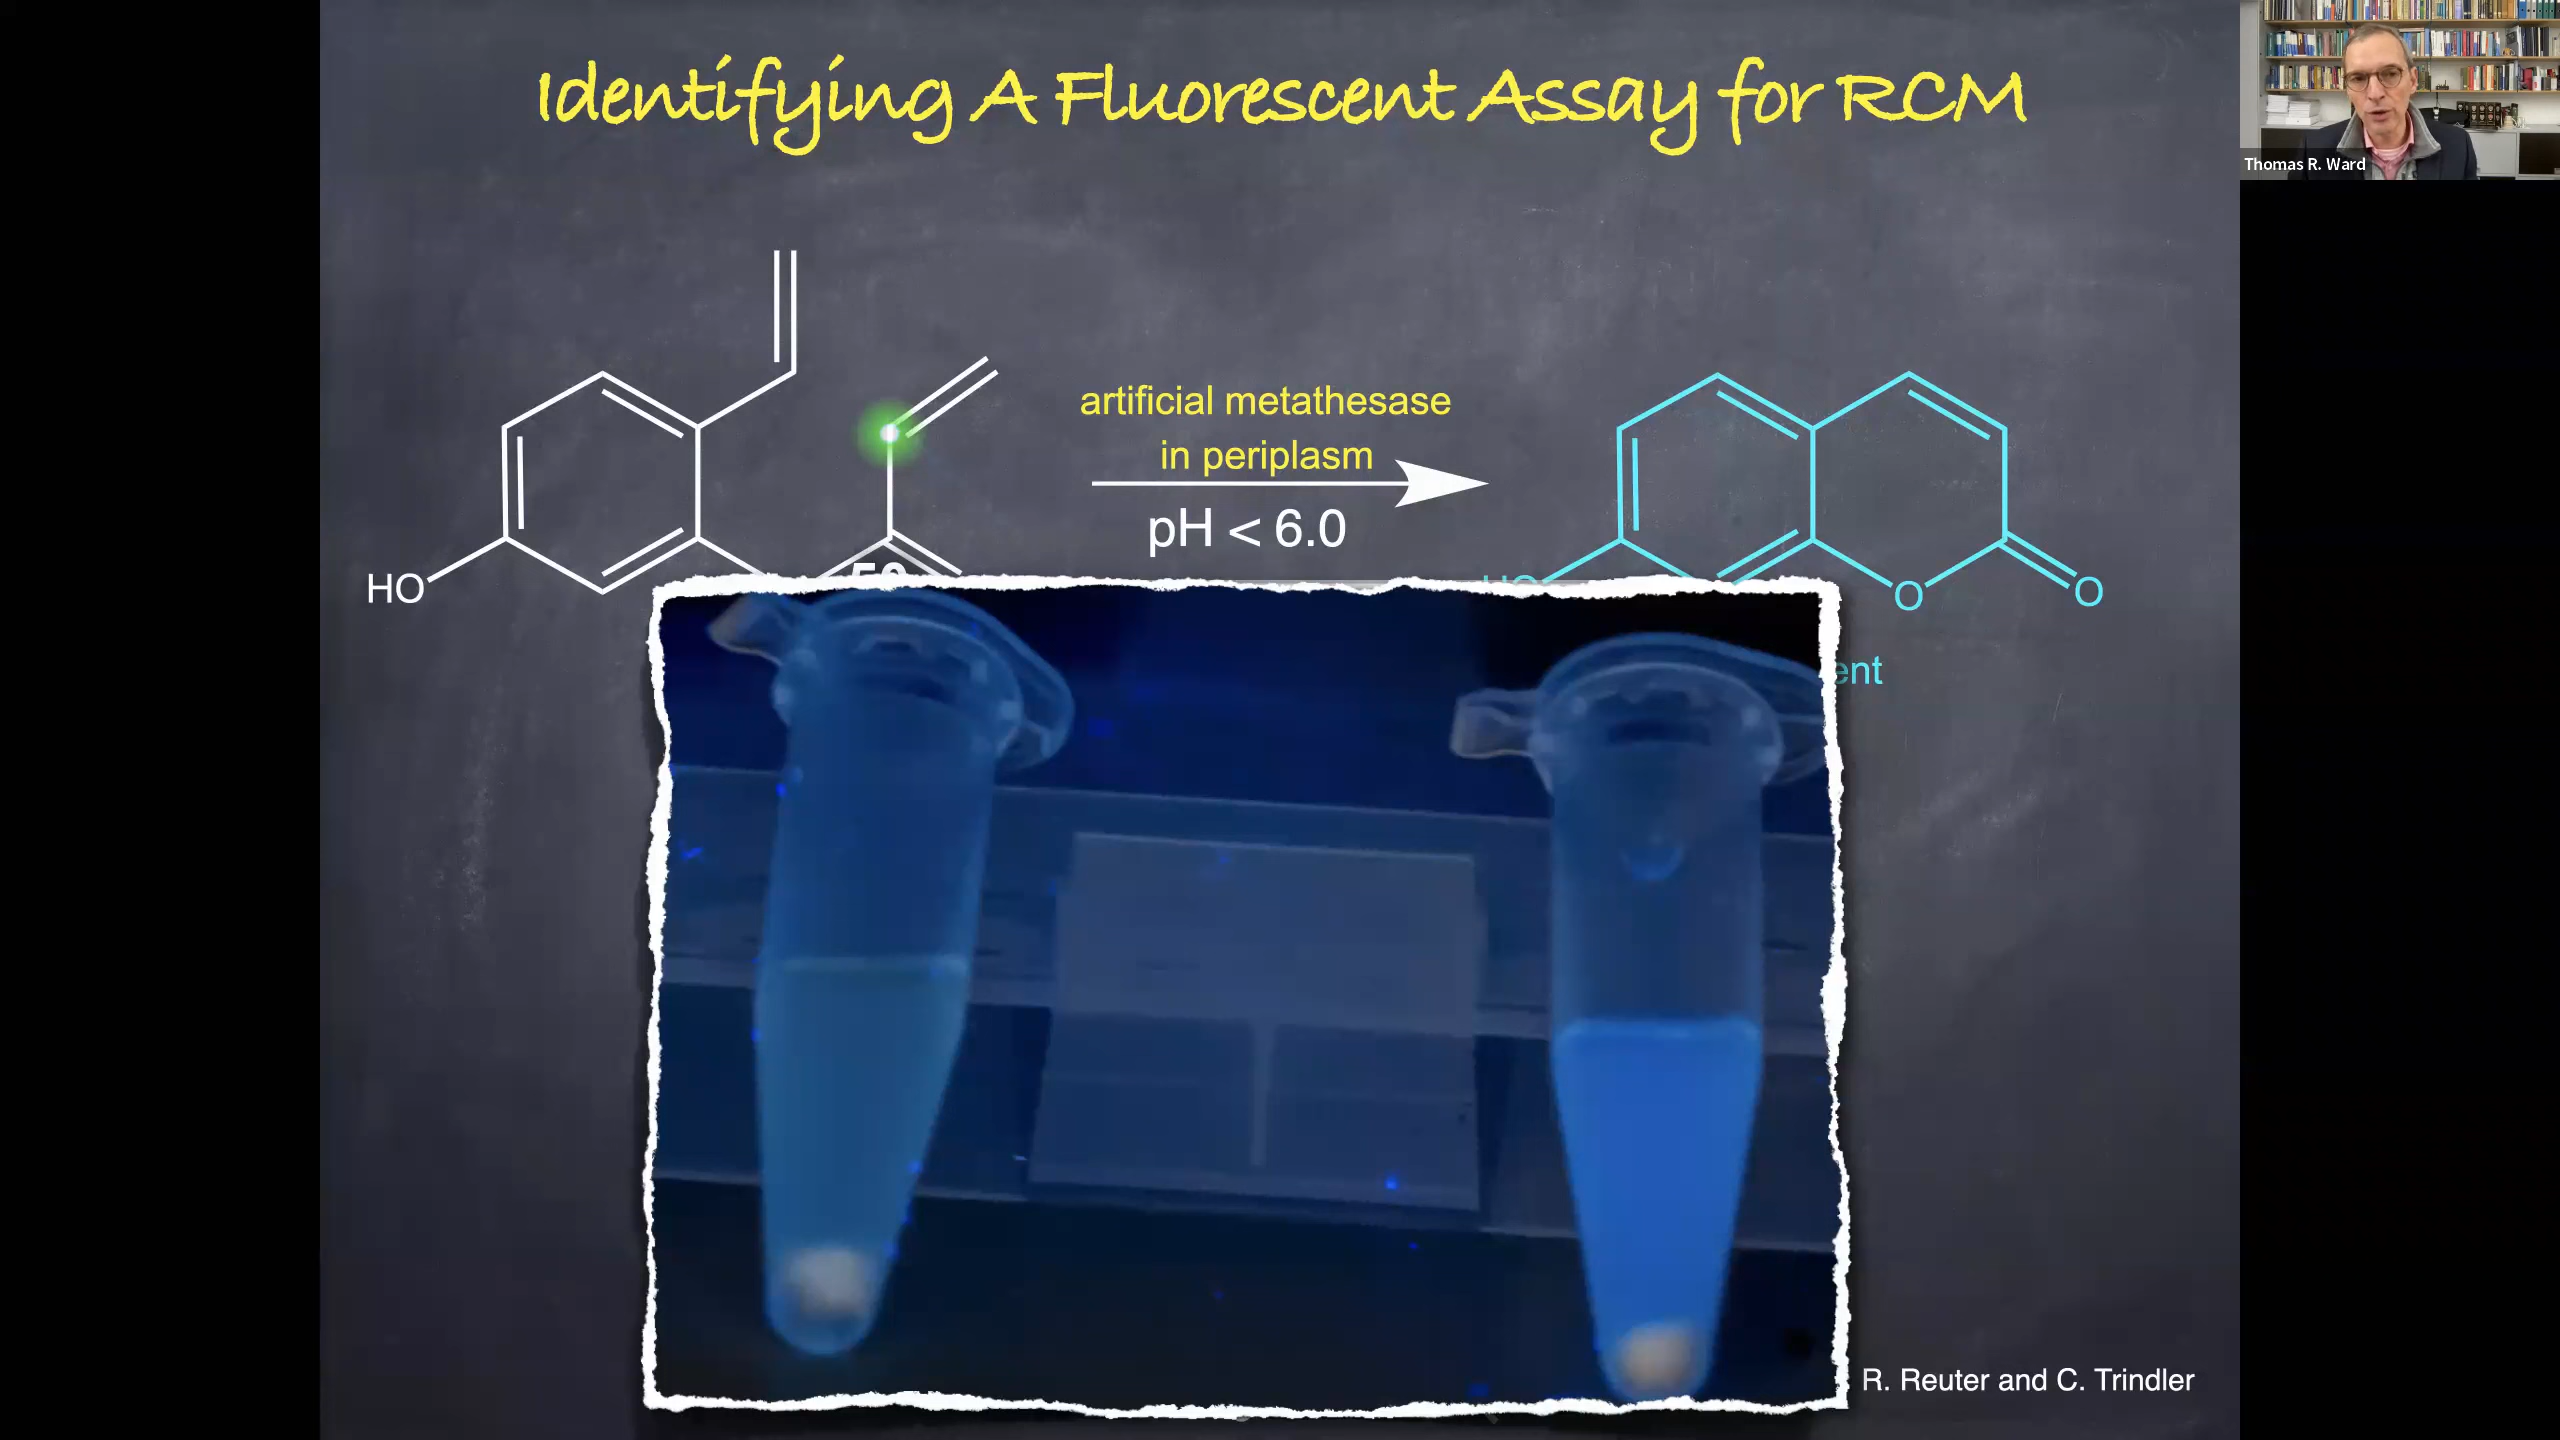 Identifying A Fluorescent Assay for RCM
Thomas R. Ward
artificial metathesase
in periplasm
pH < 6.0
HO
HO
O
O
ent
R. Reuter and C. Trindler